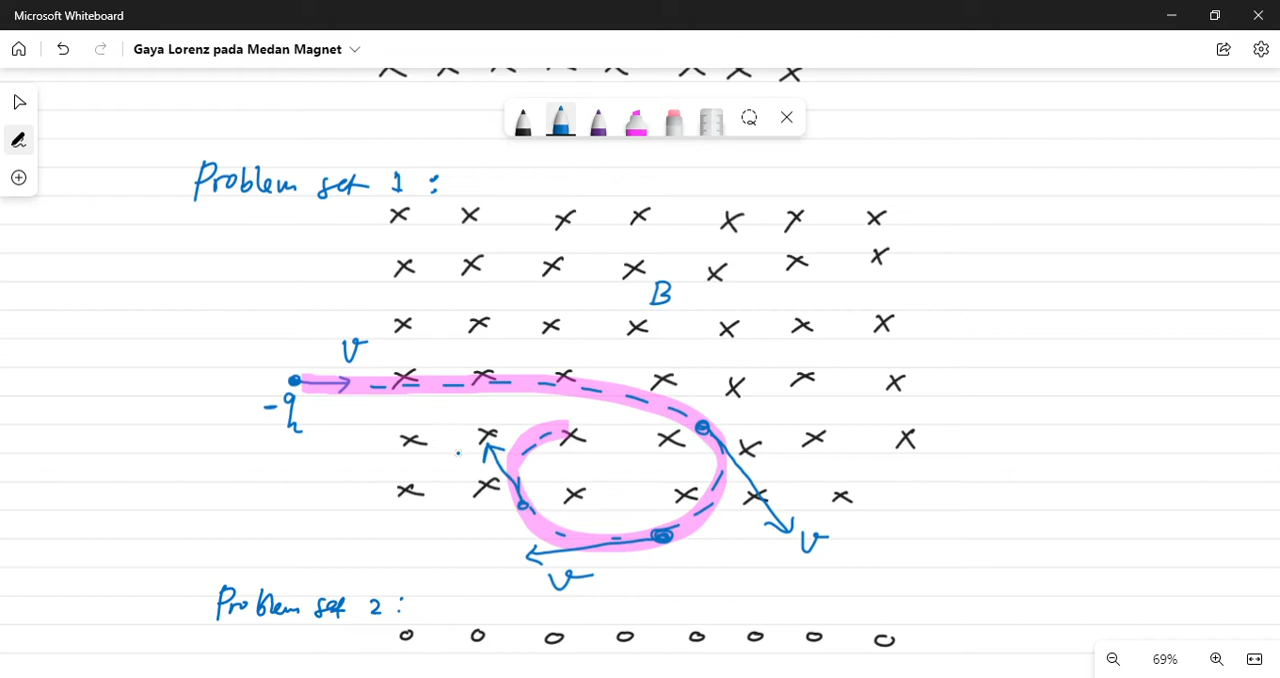 Microsoft Whiteboard
Gaya Lorenz pada Medan Magnet
Problem set 1 :
x x x x x x x
x x x x x x x
B
x x x x x x x
v
x x x x x x x
-q
x x x x x x x
x x x x x x
v
v
Problem set 2 :
o o o o o o o o
69%